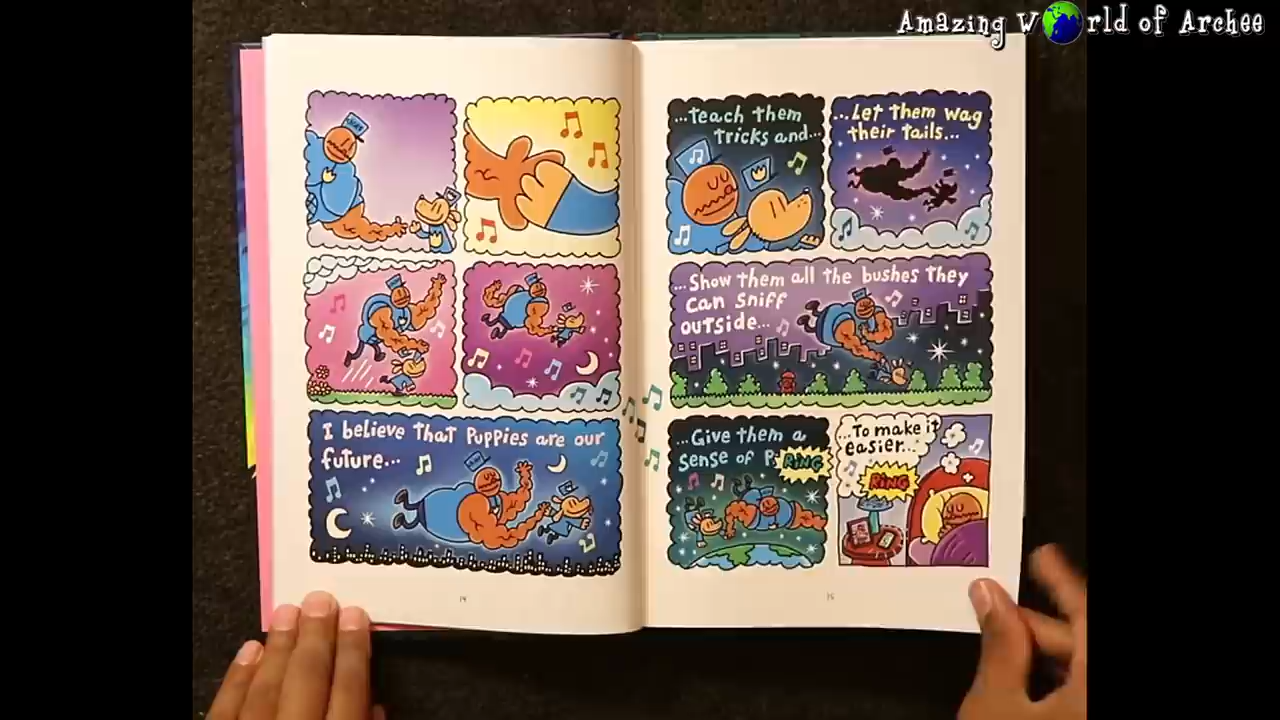 Amazing World of Archee
I believe that Puppies are our
future...
14
...teach them
tricks and...
...Let them wag
their tails...
...Show them all the bushes they
can sniff
outside...
...Give them a
sense of P
RING
...To make it
easier...
RING
15